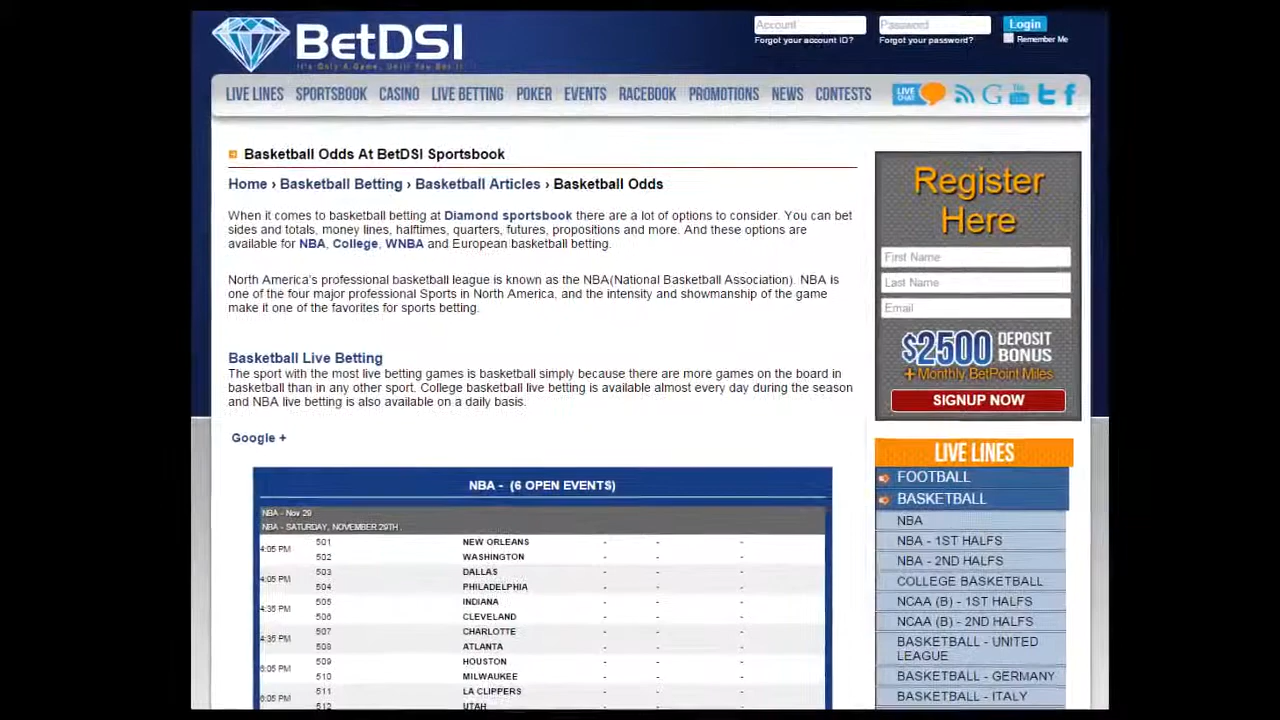 BetDSI
It's Only A Game, Until You Bet It
Account
Password
Login
Forgot your account ID?
Forgot your password?
Remember Me
LIVE LINES SPORTSBOOK CASINO LIVE BETTING POKER EVENTS RACEBOOK PROMOTIONS NEWS CONTESTS
LIVE CHAT
Basketball Odds At BetDSI Sportsbook
Home › Basketball Betting › Basketball Articles › Basketball Odds
When it comes to basketball betting at Diamond sportsbook there are a lot of options to consider. You can bet
sides and totals, money lines, halftimes, quarters, futures, propositions and more. And these options are
available for NBA, College, WNBA and European basketball betting.
North America's professional basketball league is known as the NBA(National Basketball Association). NBA is
one of the four major professional Sports in North America, and the intensity and showmanship of the game
make it one of the favorites for sports betting.
Basketball Live Betting
The sport with the most live betting games is basketball simply because there are more games on the board in
basketball than in any other sport. College basketball live betting is available almost every day during the season
and NBA live betting is also available on a daily basis.
Google +
NBA - (6 OPEN EVENTS)
NBA - Nov 29
NBA - SATURDAY, NOVEMBER 29TH
4:05 PM
501 NEW ORLEANS - - -
502 WASHINGTON - - -
4:05 PM
503 DALLAS - - -
504 PHILADELPHIA - - -
4:35 PM
505 INDIANA - - -
506 CLEVELAND - - -
4:35 PM
507 CHARLOTTE - - -
508 ATLANTA - - -
6:05 PM
509 HOUSTON - - -
510 MILWAUKEE - - -
6:05 PM
511 LA CLIPPERS - - -
512 UTAH - - -
Register
Here
First Name
Last Name
Email
$2500 DEPOSIT
BONUS
+Monthly BetPoint Miles
SIGNUP NOW
LIVE LINES
FOOTBALL
BASKETBALL
NBA
NBA - 1ST HALFS
NBA - 2ND HALFS
COLLEGE BASKETBALL
NCAA (B) - 1ST HALFS
NCAA (B) - 2ND HALFS
BASKETBALL - UNITED
LEAGUE
BASKETBALL - GERMANY
BASKETBALL - ITALY